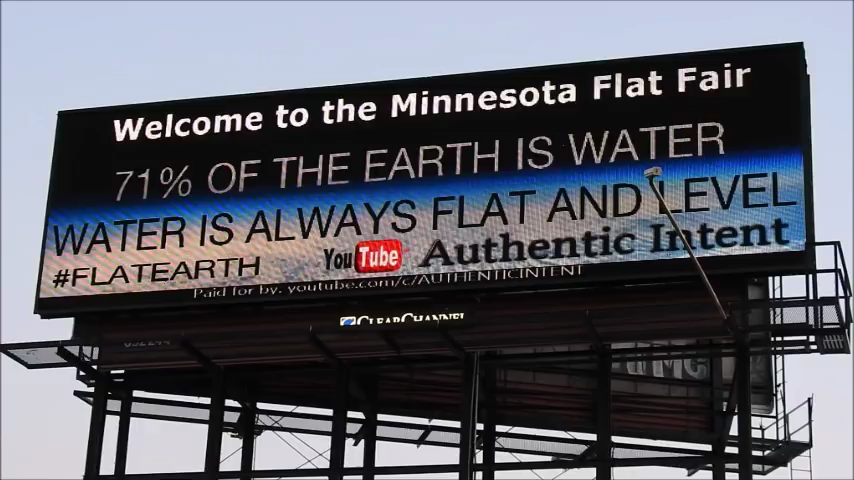 Welcome to the Minnesota Flat Fair
71% OF THE EARTH IS WATER
WATER IS ALWAYS FLAT AND LEVEL
#FLATEARTH YouTube Authentic Intent
Paid for by: youtube.com/c/AUTHENTICINTENT
CLEARCHANNEL